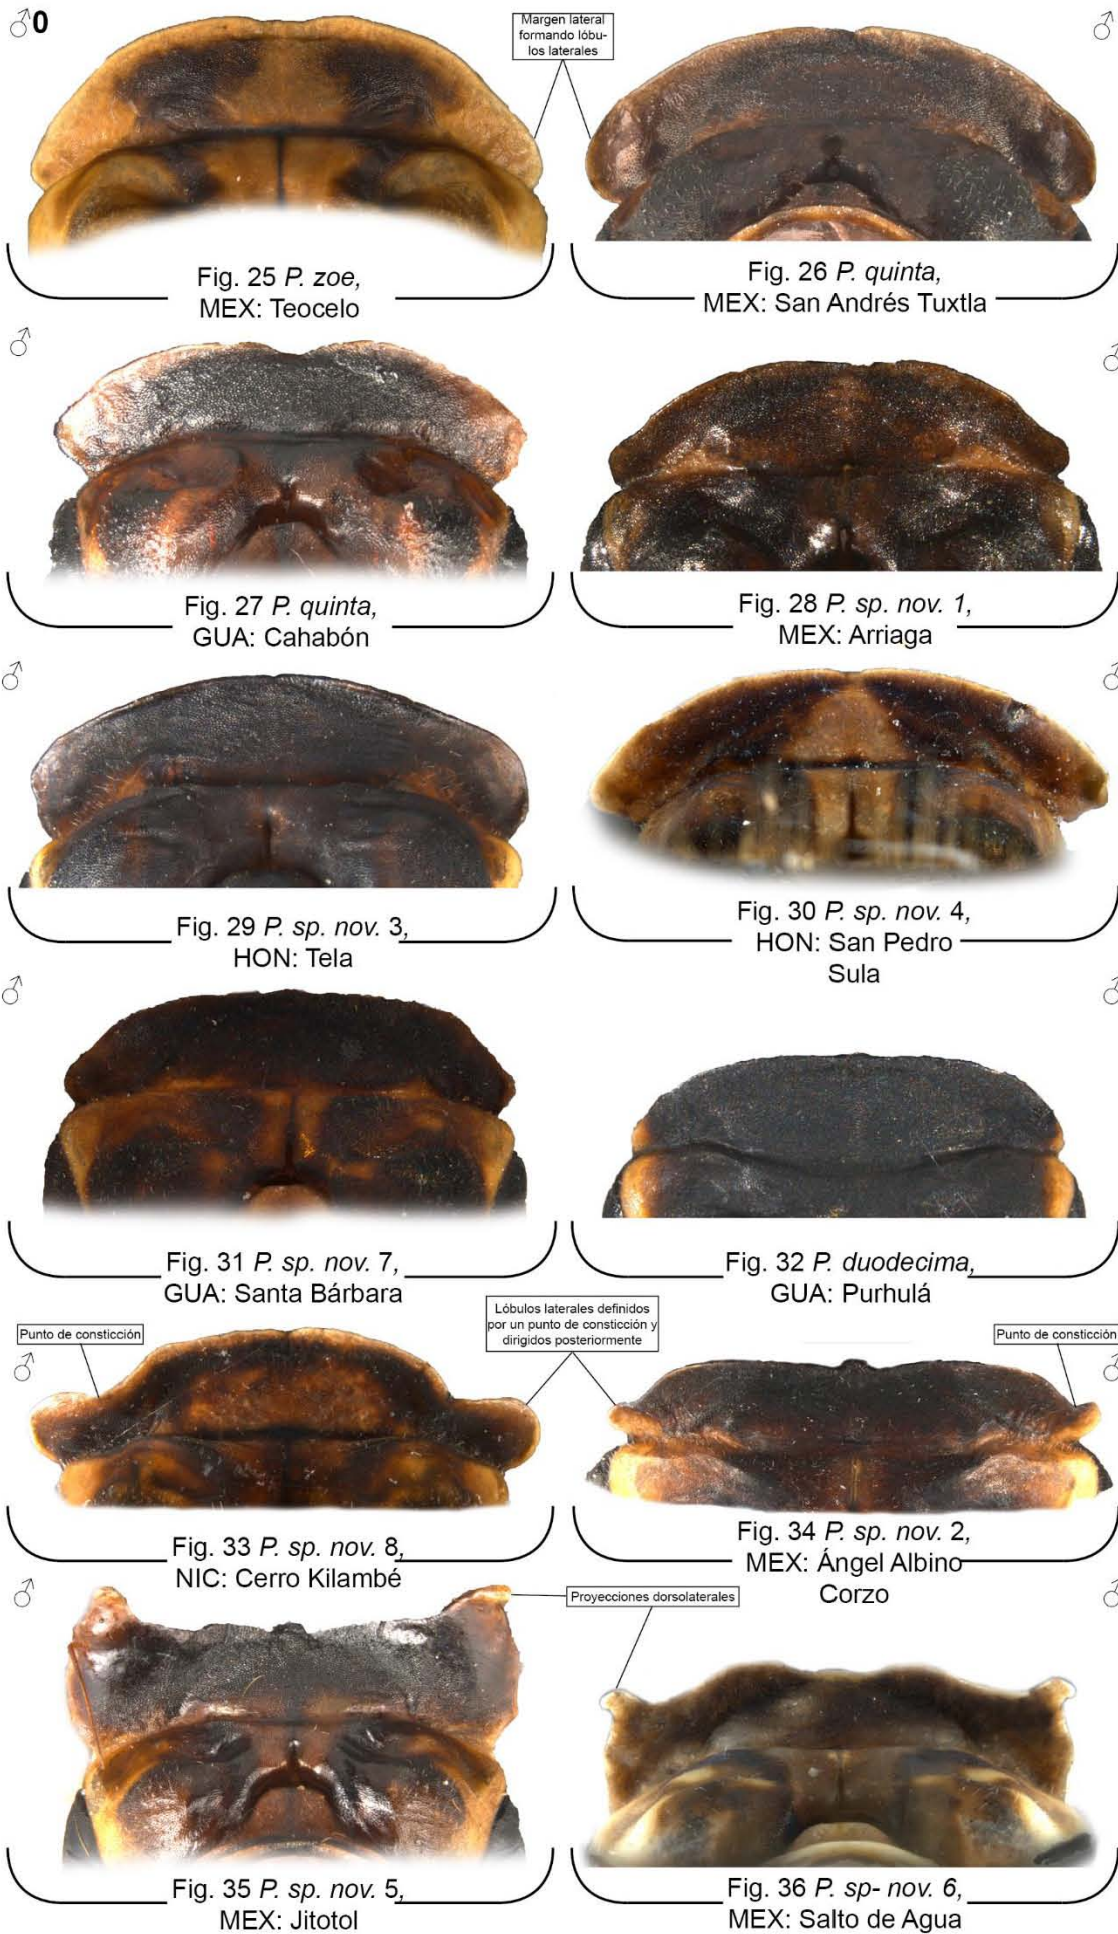 ♂0
Margen lateral
formando lóbu-
los laterales
♂
Fig. 25 P. zoe,
MEX: Teocelo
Fig. 26 P. quinta,
MEX: San Andrés Tuxtla
♂
♂
Fig. 27 P. quinta,
GUA: Cahabón
Fig. 28 P. sp. nov. 1,
MEX: Arriaga
♂
♂
Fig. 29 P. sp. nov. 3,
HON: Tela
Fig. 30 P. sp. nov. 4,
HON: San Pedro
Sula
♂
♂
Fig. 31 P. sp. nov. 7,
GUA: Santa Bárbara
Fig. 32 P. duodecima,
GUA: Purhulá
Punto de consticción
Lóbulos laterales definidos
por un punto de consticción y
dirigidos posteriormente
Punto de consticción
♂
♂
Fig. 33 P. sp. nov. 8,
NIC: Cerro Kilambé
Fig. 34 P. sp. nov. 2,
MEX: Ángel Albino
Corzo
♂
Proyecciones dorsolaterales
♂
Fig. 35 P. sp. nov. 5,
MEX: Jitotol
Fig. 36 P. sp- nov. 6,
MEX: Salto de Agua